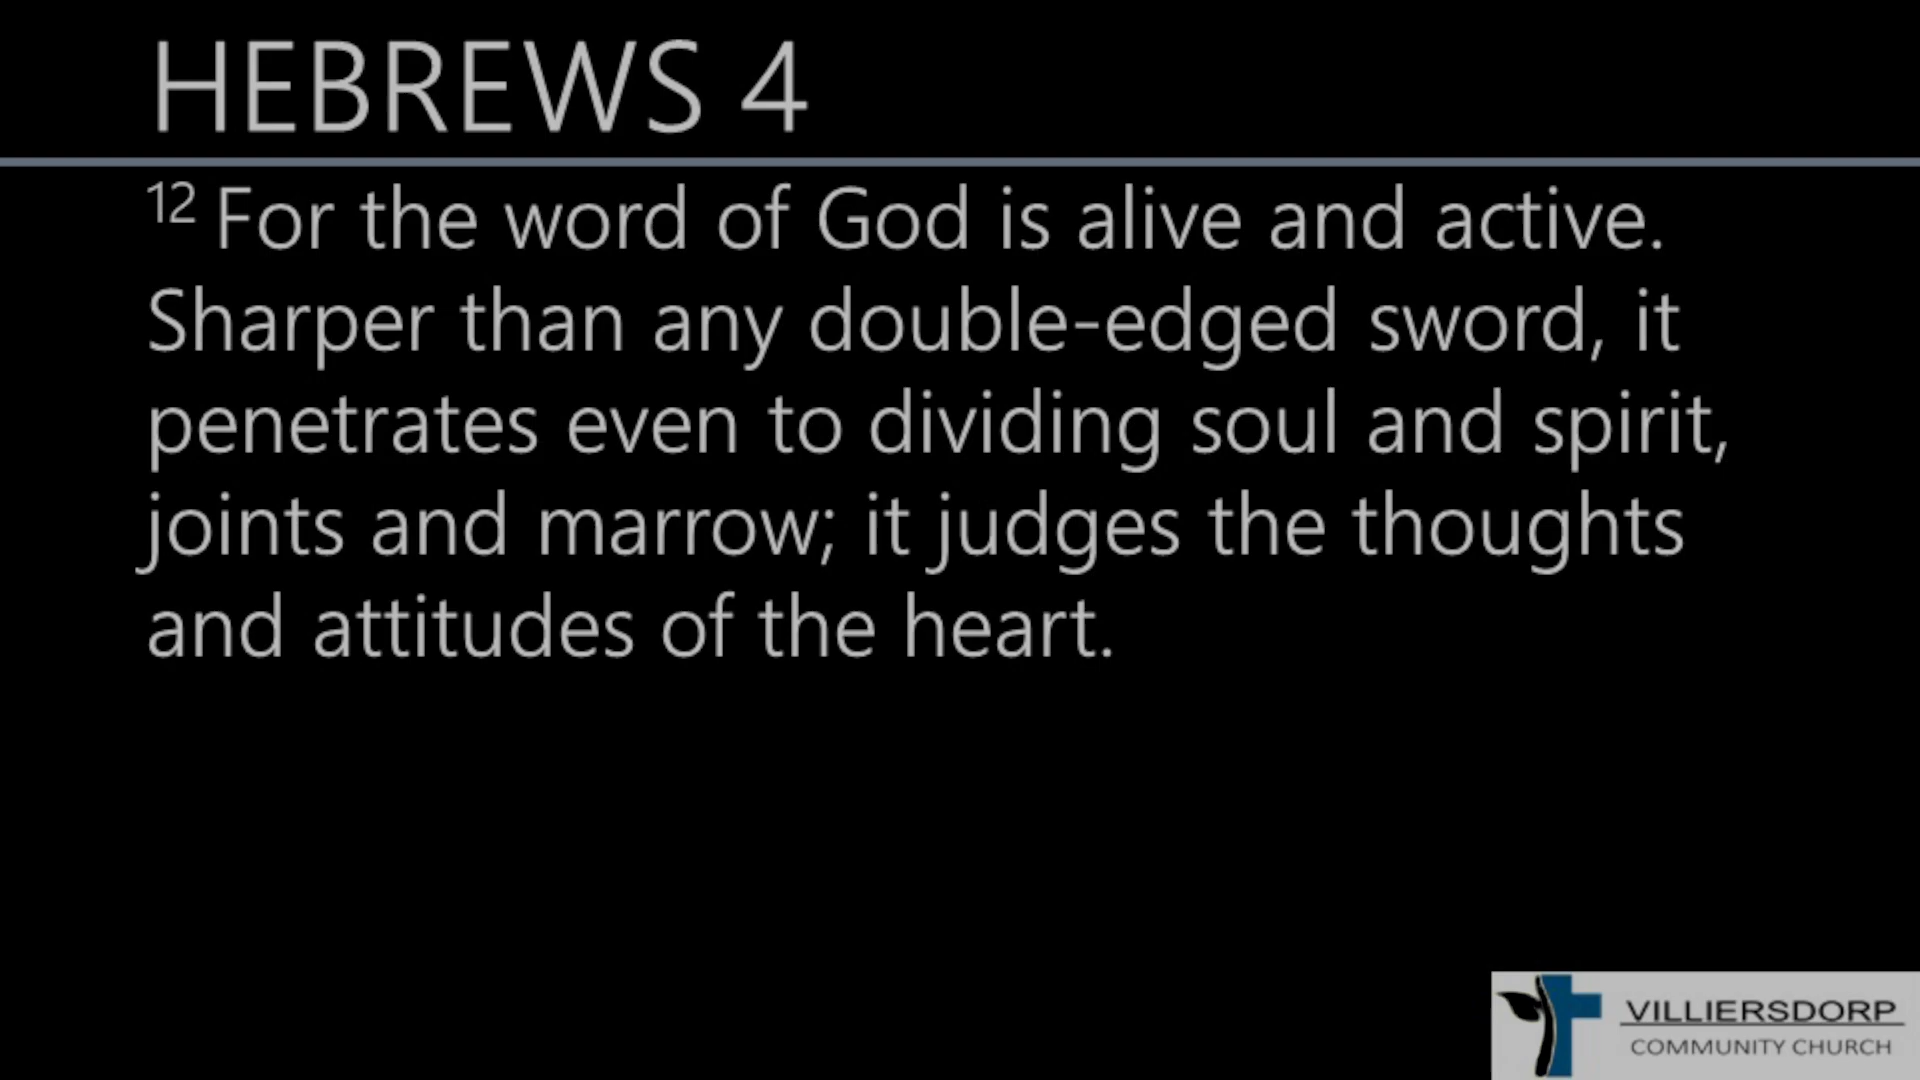 HEBREWS 4
12 For the word of God is alive and active.
Sharper than any double-edged sword, it
penetrates even to dividing soul and spirit,
joints and marrow; it judges the thoughts
and attitudes of the heart.
VILLIERSDORP
COMMUNITY CHURCH